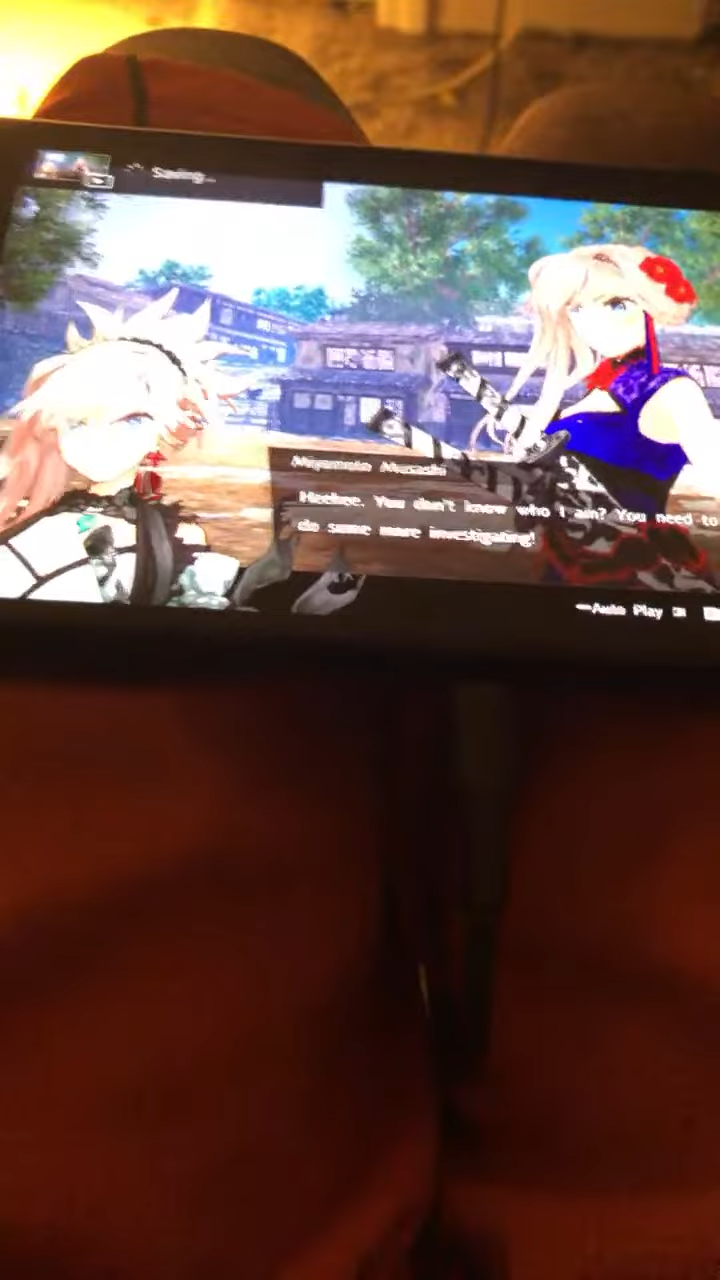 Saving...
Miyamoto Musashi
Heehee. You don't know who I am? You need to
do some more investigating!
Auto Play